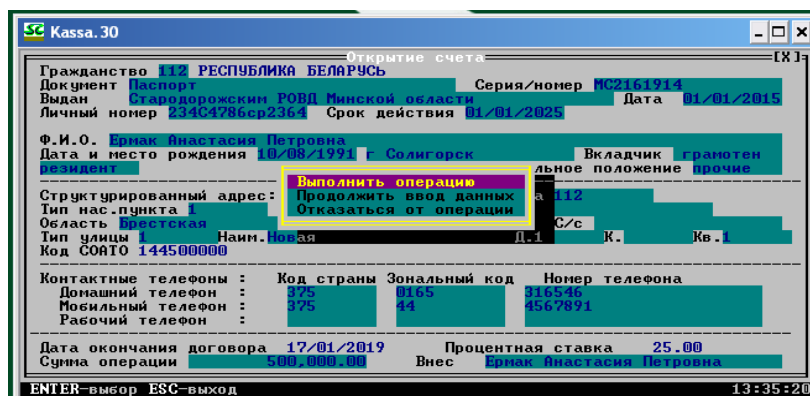 SC Kassa.30
Открытие счета [X]
Гражданство 112 РЕСПУБЛИКА БЕЛАРУСЬ
Документ Паспорт Серия/номер МС2161914
Выдан Стародорожским РОВД Минской области Дата 01/01/2015
Личный номер 234С4786ср2364 Срок действия 01/01/2025
Ф.И.О. Ермак Анастасия Петровна
Дата и место рождения 10/08/1991 г Солигорск Вкладчик грамотен
резидент льное положение прочие
Выполнить операцию
Структурированный адрес: Продолжить ввод данных а 112
Тип нас.пункта 1 Отказаться от операции
Область Брестская С/с
Тип улицы 1 Наим.Новая Д.1 К. Кв.1
Код СОАТО 144500000
Контактные телефоны : Код страны Зональный код Номер телефона
Домашний телефон : 375 0165 316546
Мобильный телефон : 375 44 4567891
Рабочий телефон :
Дата окончания договора 17/01/2019 Процентная ставка 25.00
Сумма операции 500,000.00 Внес Ермак Анастасия Петровна
ENTER-выбор ESC-выход 13:35:20